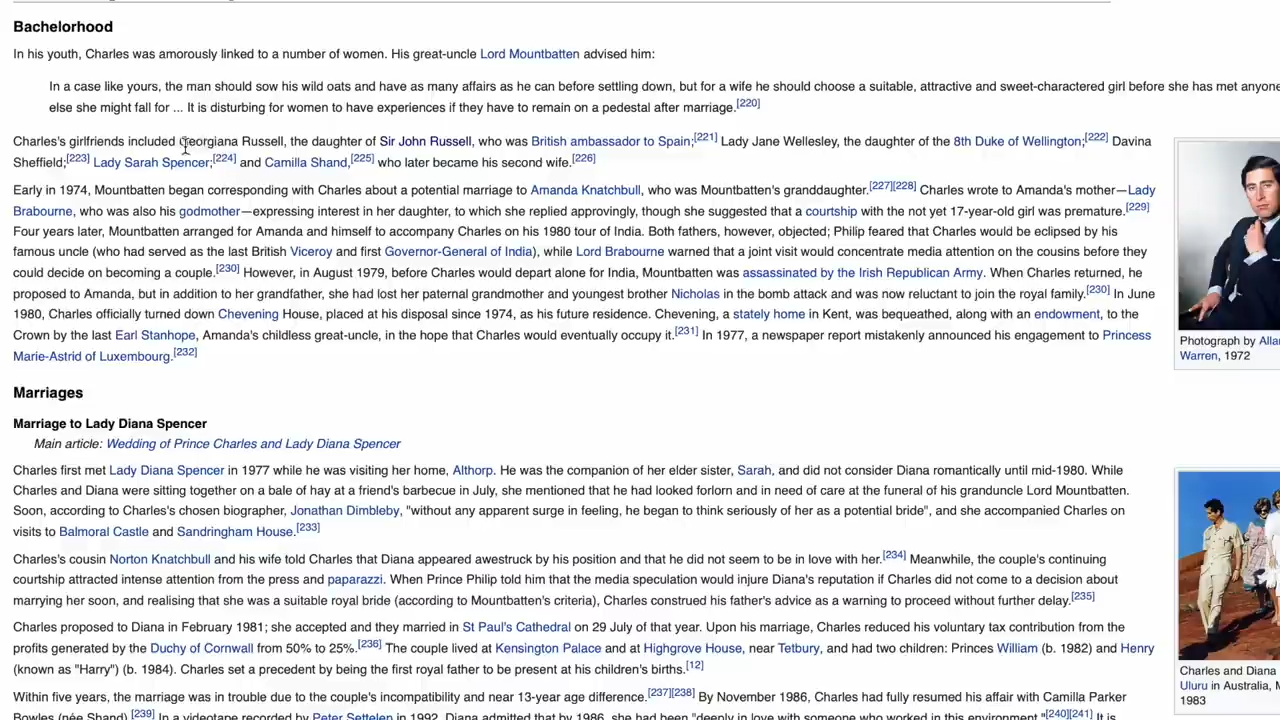 Bachelorhood
In his youth, Charles was amorously linked to a number of women. His great-uncle Lord Mountbatten advised him:
In a case like yours, the man should sow his wild oats and have as many affairs as he can before settling down, but for a wife he should choose a suitable, attractive and sweet-charactered girl before she has met anyone
else she might fall for ... It is disturbing for women to have experiences if they have to remain on a pedestal after marriage.[220]
Charles's girlfriends included Georgiana Russell, the daughter of Sir John Russell, who was British ambassador to Spain;[221] Lady Jane Wellesley, the daughter of the 8th Duke of Wellington;[222] Davina
Sheffield;[223] Lady Sarah Spencer;[224] and Camilla Shand,[225] who later became his second wife.[226]
Early in 1974, Mountbatten began corresponding with Charles about a potential marriage to Amanda Knatchbull, who was Mountbatten's granddaughter.[227][228] Charles wrote to Amanda's mother—Lady
Brabourne, who was also his godmother—expressing interest in her daughter, to which she replied approvingly, though she suggested that a courtship with the not yet 17-year-old girl was premature.[229]
Four years later, Mountbatten arranged for Amanda and himself to accompany Charles on his 1980 tour of India. Both fathers, however, objected; Philip feared that Charles would be eclipsed by his
famous uncle (who had served as the last British Viceroy and first Governor-General of India), while Lord Brabourne warned that a joint visit would concentrate media attention on the cousins before they
could decide on becoming a couple.[230] However, in August 1979, before Charles would depart alone for India, Mountbatten was assassinated by the Irish Republican Army. When Charles returned, he
proposed to Amanda, but in addition to her grandfather, she had lost her paternal grandmother and youngest brother Nicholas in the bomb attack and was now reluctant to join the royal family.[230] In June
1980, Charles officially turned down Chevening House, placed at his disposal since 1974, as his future residence. Chevening, a stately home in Kent, was bequeathed, along with an endowment, to the
Crown by the last Earl Stanhope, Amanda's childless great-uncle, in the hope that Charles would eventually occupy it.[231] In 1977, a newspaper report mistakenly announced his engagement to Princess
Marie-Astrid of Luxembourg.[232]
Photograph by Allan
Warren, 1972
Marriages
Marriage to Lady Diana Spencer
Main article: Wedding of Prince Charles and Lady Diana Spencer
Charles first met Lady Diana Spencer in 1977 while he was visiting her home, Althorp. He was the companion of her elder sister, Sarah, and did not consider Diana romantically until mid-1980. While
Charles and Diana were sitting together on a bale of hay at a friend's barbecue in July, she mentioned that he had looked forlorn and in need of care at the funeral of his granduncle Lord Mountbatten.
Soon, according to Charles's chosen biographer, Jonathan Dimbleby, "without any apparent surge in feeling, he began to think seriously of her as a potential bride", and she accompanied Charles on
visits to Balmoral Castle and Sandringham House.[233]
Charles's cousin Norton Knatchbull and his wife told Charles that Diana appeared awestruck by his position and that he did not seem to be in love with her.[234] Meanwhile, the couple's continuing
courtship attracted intense attention from the press and paparazzi. When Prince Philip told him that the media speculation would injure Diana's reputation if Charles did not come to a decision about
marrying her soon, and realising that she was a suitable royal bride (according to Mountbatten's criteria), Charles construed his father's advice as a warning to proceed without further delay.[235]
Charles proposed to Diana in February 1981; she accepted and they married in St Paul's Cathedral on 29 July of that year. Upon his marriage, Charles reduced his voluntary tax contribution from the
profits generated by the Duchy of Cornwall from 50% to 25%.[236] The couple lived at Kensington Palace and at Highgrove House, near Tetbury, and had two children: Princes William (b. 1982) and Henry
(known as "Harry") (b. 1984). Charles set a precedent by being the first royal father to be present at his children's births.[12]
Charles and Diana
Uluru in Australia, M
1983
Within five years, the marriage was in trouble due to the couple's incompatibility and near 13-year age difference.[237][238] By November 1986, Charles had fully resumed his affair with Camilla Parker
Bowles (née Shand).[239] In a videotape recorded by Peter Settelen in 1992, Diana admitted that by 1986, she had been "deeply in love with someone who worked in this environment."[240][241] It is